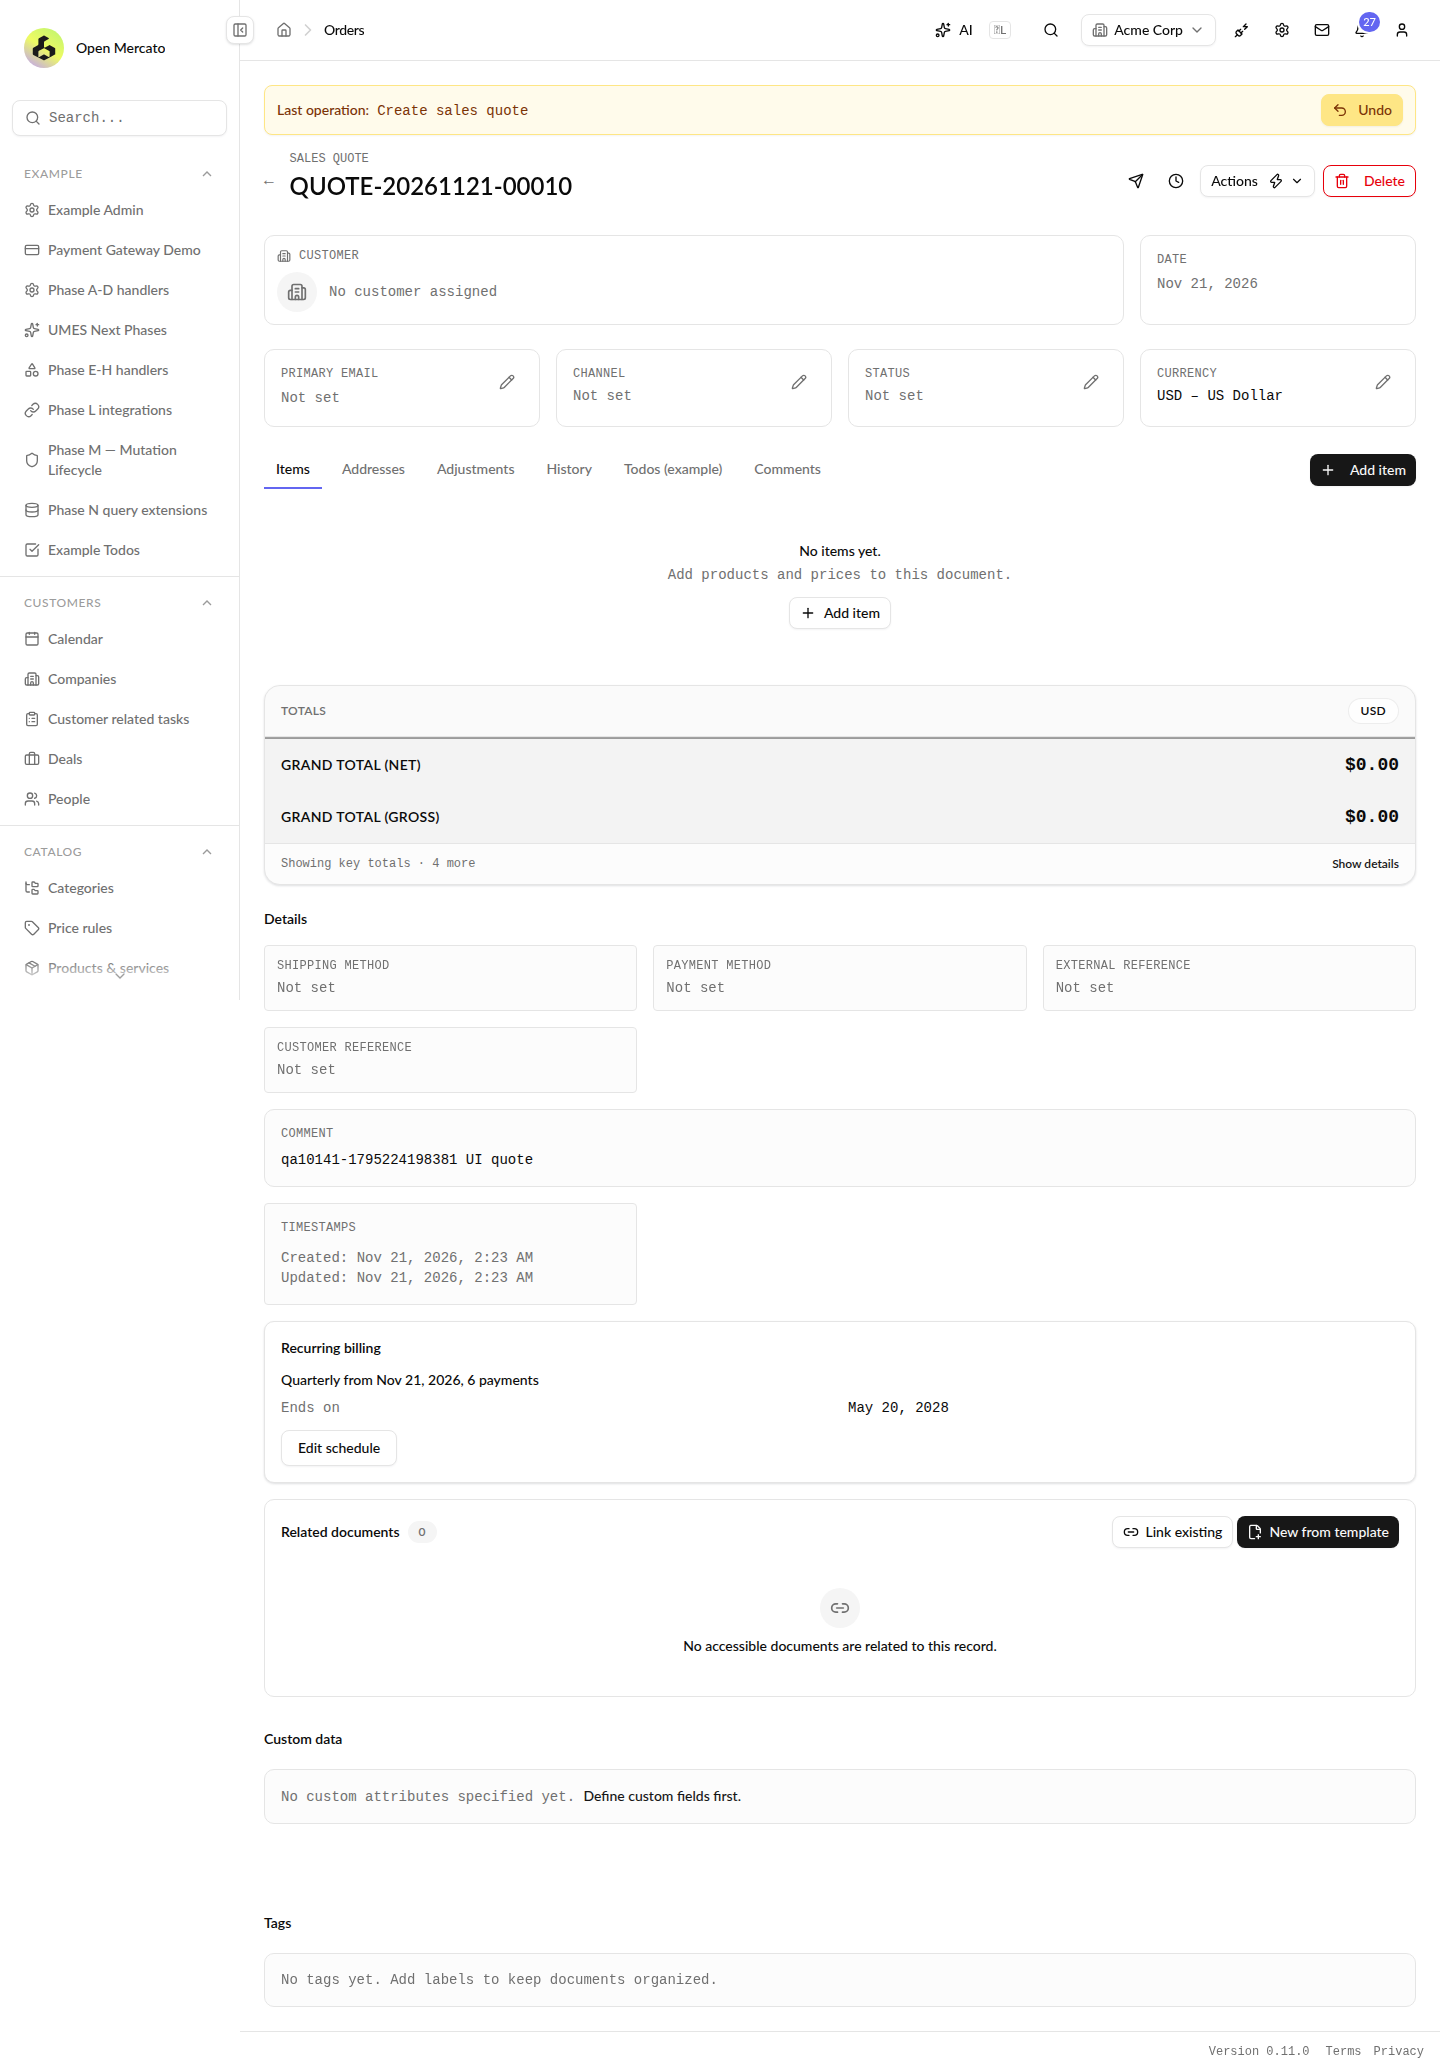 Open Mercato
Orders
AI
L
Acme Corp
27
Search...
Last operation: Create sales quote
Undo
EXAMPLE
Example Admin
Payment Gateway Demo
Phase A-D handlers
UMES Next Phases
Phase E-H handlers
Phase L integrations
Phase M — Mutation
Lifecycle
Phase N query extensions
Example Todos
CUSTOMERS
Calendar
Companies
Customer related tasks
Deals
People
CATALOG
Categories
Price rules
Products & services
←
SALES QUOTE
QUOTE-20261121-00010
Actions
Delete
CUSTOMER
No customer assigned
DATE
Nov 21, 2026
PRIMARY EMAIL
Not set
CHANNEL
Not set
STATUS
Not set
CURRENCY
USD – US Dollar
Items
Addresses
Adjustments
History
Todos (example)
Comments
Add item
No items yet.
Add products and prices to this document.
Add item
TOTALS
USD
GRAND TOTAL (NET)
$0.00
GRAND TOTAL (GROSS)
$0.00
Showing key totals · 4 more
Show details
Details
SHIPPING METHOD
Not set
PAYMENT METHOD
Not set
EXTERNAL REFERENCE
Not set
CUSTOMER REFERENCE
Not set
COMMENT
qa10141-1795224198381 UI quote
TIMESTAMPS
Created: Nov 21, 2026, 2:23 AM
Updated: Nov 21, 2026, 2:23 AM
Recurring billing
Quarterly from Nov 21, 2026, 6 payments
Ends on
May 20, 2028
Edit schedule
Related documents 0
Link existing
New from template
No accessible documents are related to this record.
Custom data
No custom attributes specified yet. Define custom fields first.
Tags
No tags yet. Add labels to keep documents organized.
Version 0.11.0
Terms
Privacy